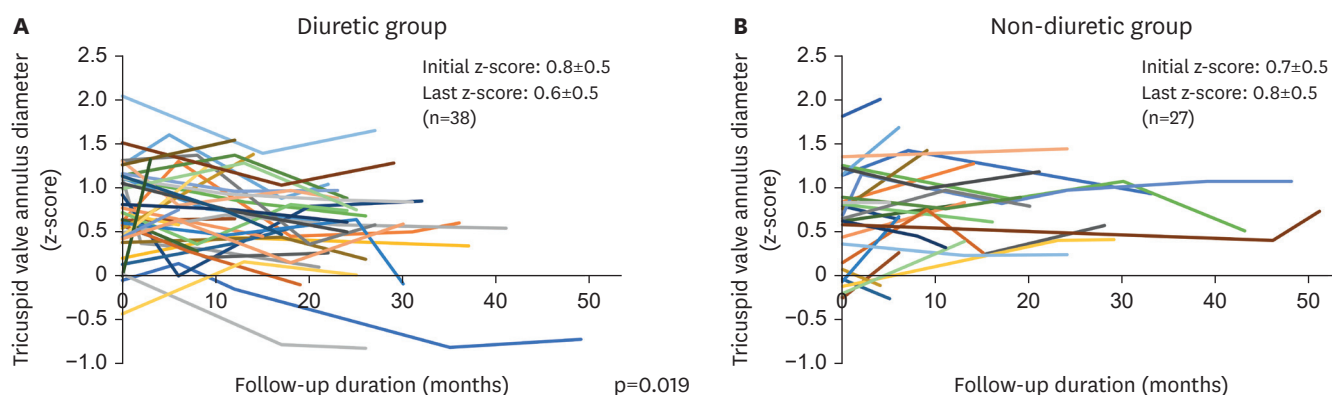 A
Diuretic group
Tricuspid valve annulus diameter
(z-score)
2.5
2.0
1.5
1.0
0.5
0
−0.5
−1.0
Initial z-score: 0.8±0.5
Last z-score: 0.6±0.5
(n=38)
0 10 20 30 40 50
Follow-up duration (months)
p=0.019
B
Non-diuretic group
Tricuspid valve annulus diameter
(z-score)
2.5
2.0
1.5
1.0
0.5
0
−0.5
−1.0
Initial z-score: 0.7±0.5
Last z-score: 0.8±0.5
(n=27)
0 10 20 30 40 50
Follow-up duration (months)